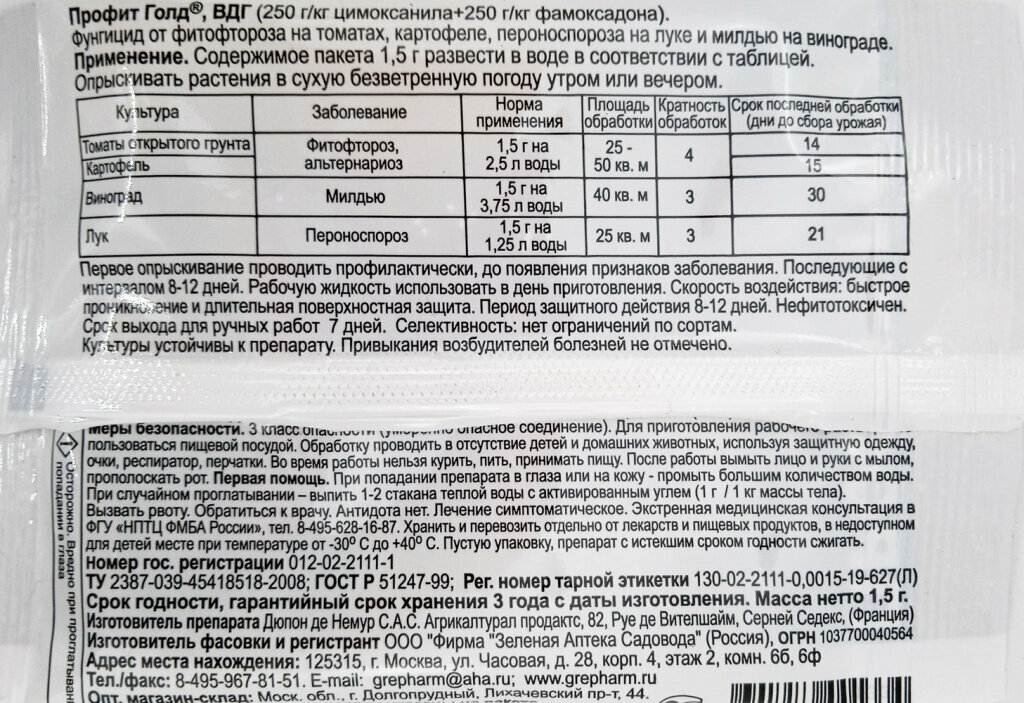 Профит Голд®, ВДГ (250 г/кг цимоксанила+250 г/кг фамоксадона).
Фунгицид от фитофтороза на томатах, картофеле, пероноспороза на луке и милдью на винограде.
Применение. Содержимое пакета 1,5 г развести в воде в соответствии с таблицей.
Опрыскивать растения в сухую безветренную погоду утром или вечером.
Культура Заболевание Норма применения Площадь обработки Кратность обработок Срок последней обработки (дни до сбора урожая)
Томаты открытого грунта Фитофтороз, альтернариоз 1,5 г на 2,5 л воды 25 - 50 кв. м 4 14
Картофель 15
Виноград Милдью 1,5 г на 3,75 л воды 40 кв. м 3 30
Лук Пероноспороз 1,5 г на 1,25 л воды 25 кв. м 3 21
Первое опрыскивание проводить профилактически, до появления признаков заболевания. Последующие с
интервалом 8-12 дней. Рабочую жидкость использовать в день приготовления. Скорость воздействия: быстрое
проникновение и длительная поверхностная защита. Период защитного действия 8-12 дней. Нефитотоксичен.
Срок выхода для ручных работ 7 дней. Селективность: нет ограничений по сортам.
Культуры устойчивы к препарату. Привыкания возбудителей болезней не отмечено.
Меры безопасности. 3 класс опасности (умеренно опасное соединение). Для приготовления
пользоваться пищевой посудой. Обработку проводить в отсутствие детей и домашних животных, используя защитную одежду,
очки, респиратор, перчатки. Во время работы нельзя курить, пить, принимать пищу. После работы вымыть лицо и руки с мылом,
прополоскать рот. Первая помощь. При попадании препарата в глаза или на кожу - промыть большим количеством воды.
При случайном проглатывании – выпить 1-2 стакана теплой воды с активированным углем (1 г / 1 кг массы тела).
Вызвать рвоту. Обратиться к врачу. Антидота нет. Лечение симптоматическое. Экстренная медицинская консультация в
ФГУ «НПТЦ ФМБА России», тел. 8-495-628-16-87. Хранить и перевозить отдельно от лекарств и пищевых продуктов, в недоступном
для детей месте при температуре от -30º С до +40º С. Пустую упаковку, препарат с истекшим сроком годности сжигать.
Номер гос. регистрации 012-02-2111-1
ТУ 2387-039-45418518-2008; ГОСТ Р 51247-99; Рег. номер тарной этикетки 130-02-2111-0,0015-19-627(Л)
Срок годности, гарантийный срок хранения 3 года с даты изготовления. Масса нетто 1,5 г.
Изготовитель препарата Дюпон де Немур С.А.С. Агрикалтурал продактс, 82, Руе де Вителшайм, Серней Седекс, (Франция)
Изготовитель фасовки и регистрант ООО "Фирма "Зеленая Аптека Садовода" (Россия), ОГРН 1037700040564
Адрес места нахождения: 125315, г. Москва, ул. Часовая, д. 28, корп. 4, этаж 2, комн. 6б, 6ф
Тел./факс: 8-495-967-81-51. E-mail: grepharm@aha.ru; www.grepharm.ru
Опт. магазин-склад: Моск. обл., г. Долгопрудный, Лихачевский пр-т, 44.
Осторожно. Вредно при проглатывании
попадании в глаза